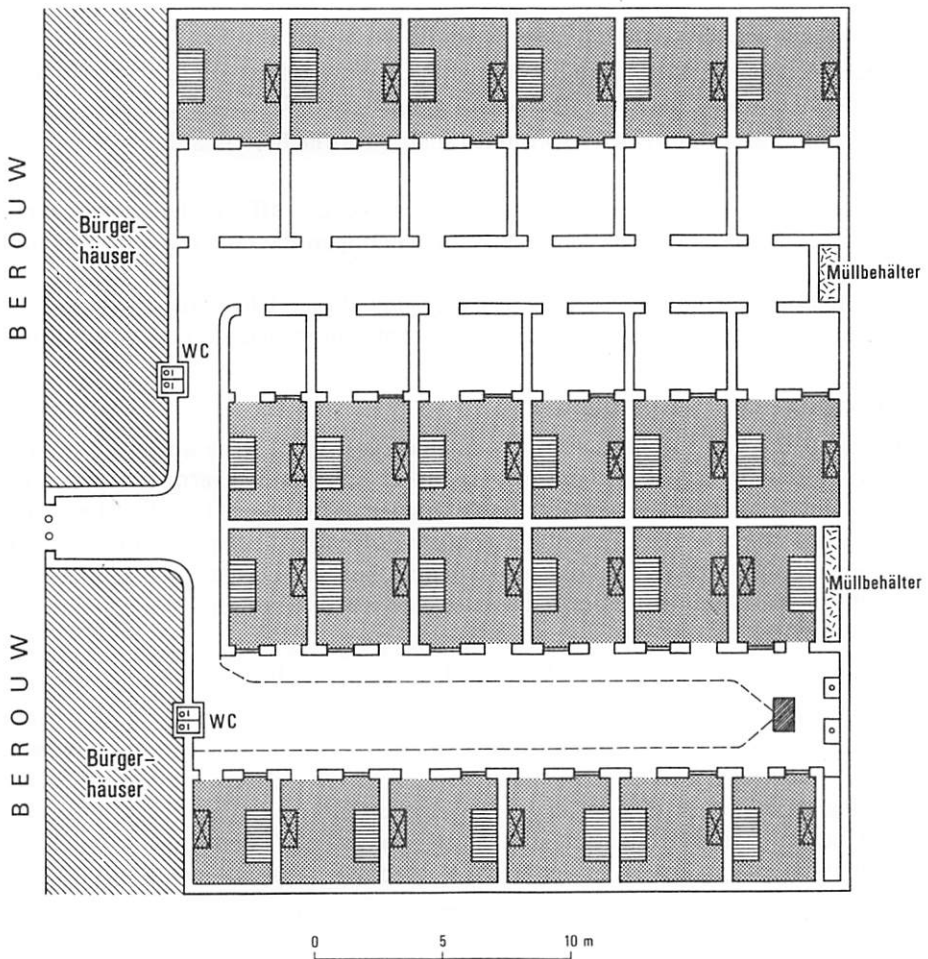 BEROUW
Bürger-
häuser
Müllbehälter
WC
Müllbehälter
BEROUW
WC
Bürger-
häuser
0 5 10 m